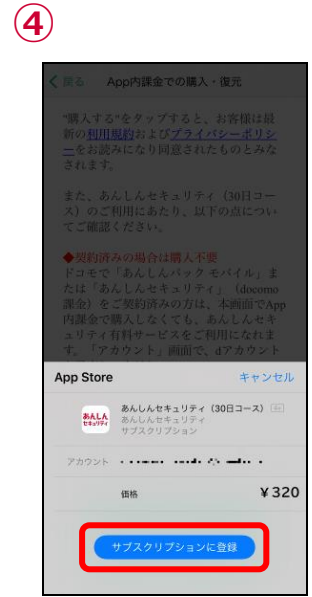 ④
戻る App内課金での購入・復元
"購入する"をタップすると、お客様は最
新の利用規約およびプライバシーポリシ
ーをお読みになり同意されたものとみな
されます。
また、あんしんセキュリティ（30日コー
ス）のご利用にあたり、以下の点につい
てご確認ください。
◆契約済みの場合は購入不要
ドコモで「あんしんパック モバイル」ま
たは「あんしんセキュリティ」（docomo
課金）をご契約済みの方は、本画面でApp
内課金で購入しなくても、あんしんセキ
ュリティ有料サービスをご利用になれま
す。「アカウント」画面で、dアカウント
App Store キャンセル
あんしん
セキュリティ
あんしんセキュリティ（30日コース） 4+
あんしんセキュリティ
サブスクリプション
アカウント
価格 ¥320
サブスクリプションに登録